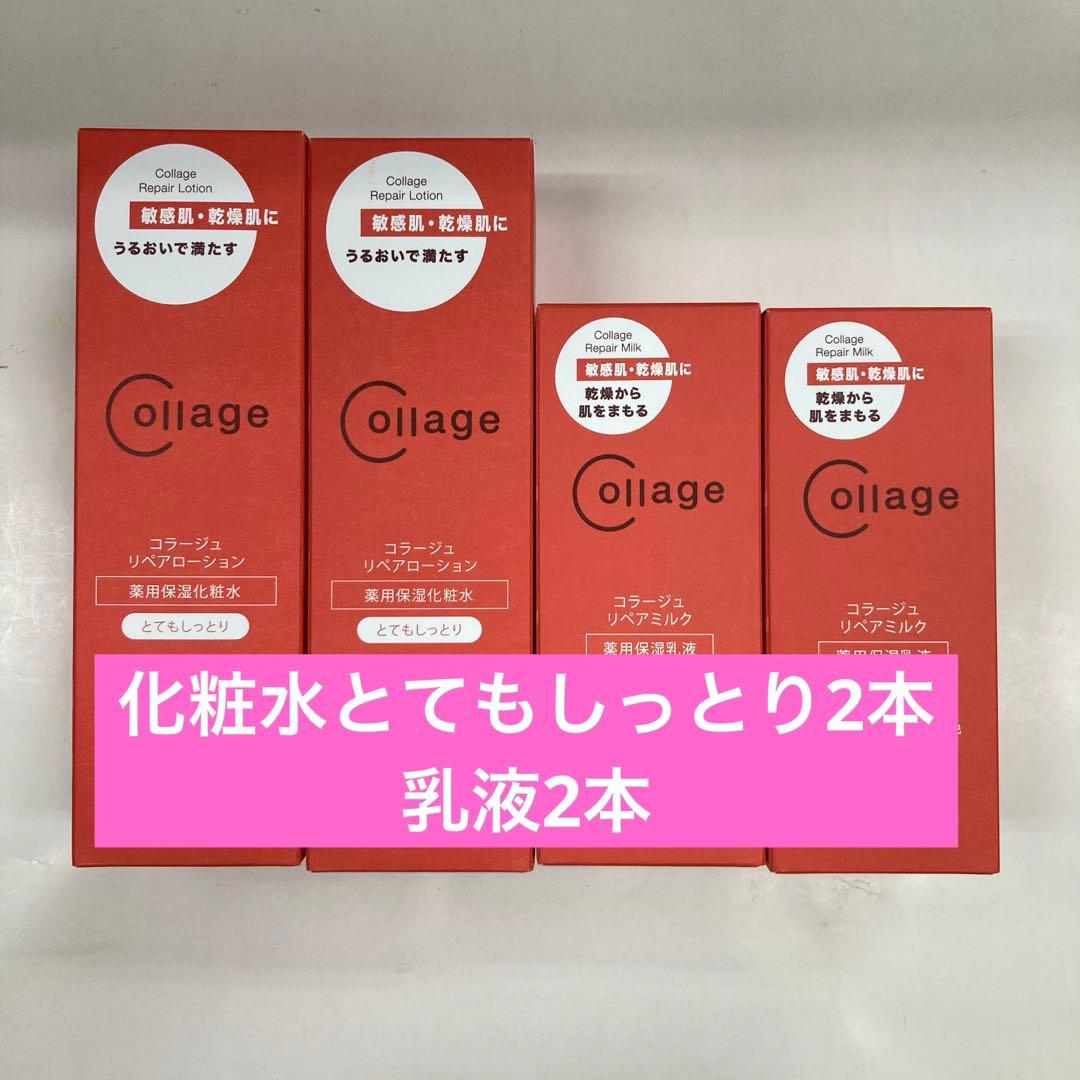 Collage
Repair Lotion
敏感肌・乾燥肌に
うるおいで満たす
Collage
コラージュ
リペアローション
薬用保湿化粧水
とてもしっとり
Collage
Repair Lotion
敏感肌・乾燥肌に
うるおいで満たす
Collage
コラージュ
リペアローション
薬用保湿化粧水
とてもしっとり
Collage
Repair Milk
敏感肌・乾燥肌に
乾燥から
肌をまもる
Collage
コラージュ
リペアミルク
薬用保湿乳液
Collage
Repair Milk
敏感肌・乾燥肌に
乾燥から
肌をまもる
Collage
コラージュ
リペアミルク
薬用保湿乳液
化粧水とてもしっとり2本
乳液2本